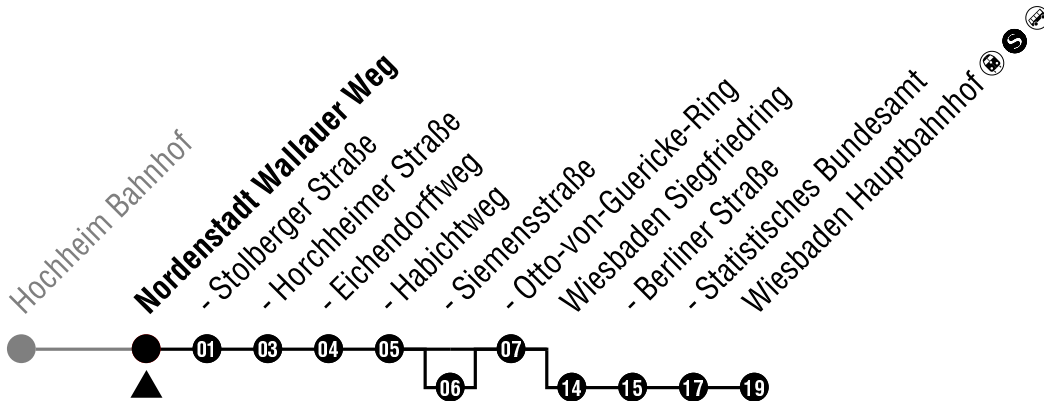 Hochheim Bahnhof
Nordenstadt Wallauer Weg
- Stolberger Straße
- Horchheimer Straße
- Eichendorffweg
- Habichtweg
- Siemensstraße
- Otto-von-Guericke-Ring
Wiesbaden Siegfriedring
- Berliner Straße
- Statistisches Bundesamt
Wiesbaden Hauptbahnhof S
01 03 04 05 07
06 14 15 17 19